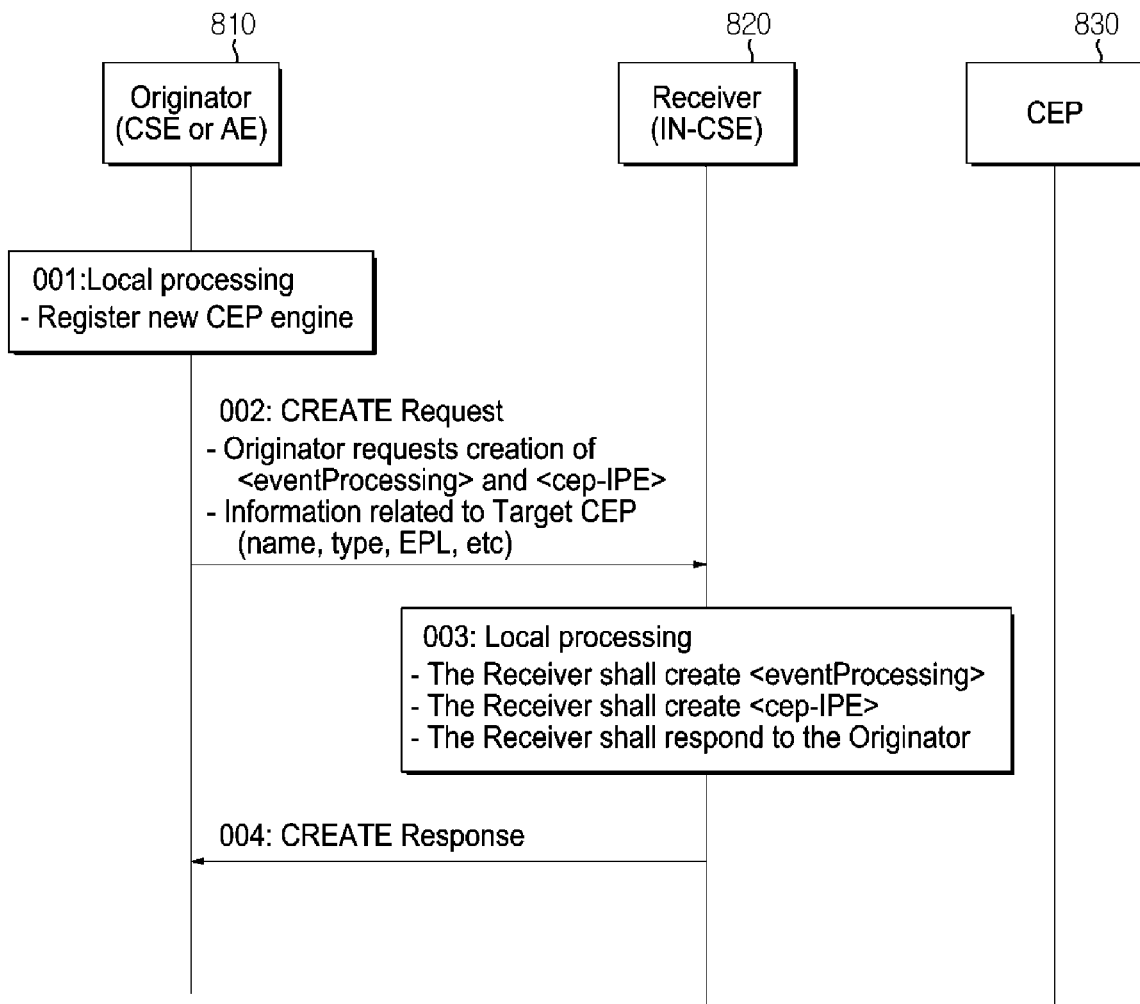 810
820
830
Originator
(CSE or AE)
Receiver
(IN-CSE)
CEP
001:Local processing
- Register new CEP engine
002: CREATE Request
- Originator requests creation of
<eventProcessing> and <cep-IPE>
- Information related to Target CEP
(name, type, EPL, etc)
003: Local processing
- The Receiver shall create <eventProcessing>
- The Receiver shall create <cep-IPE>
- The Receiver shall respond to the Originator
004: CREATE Response